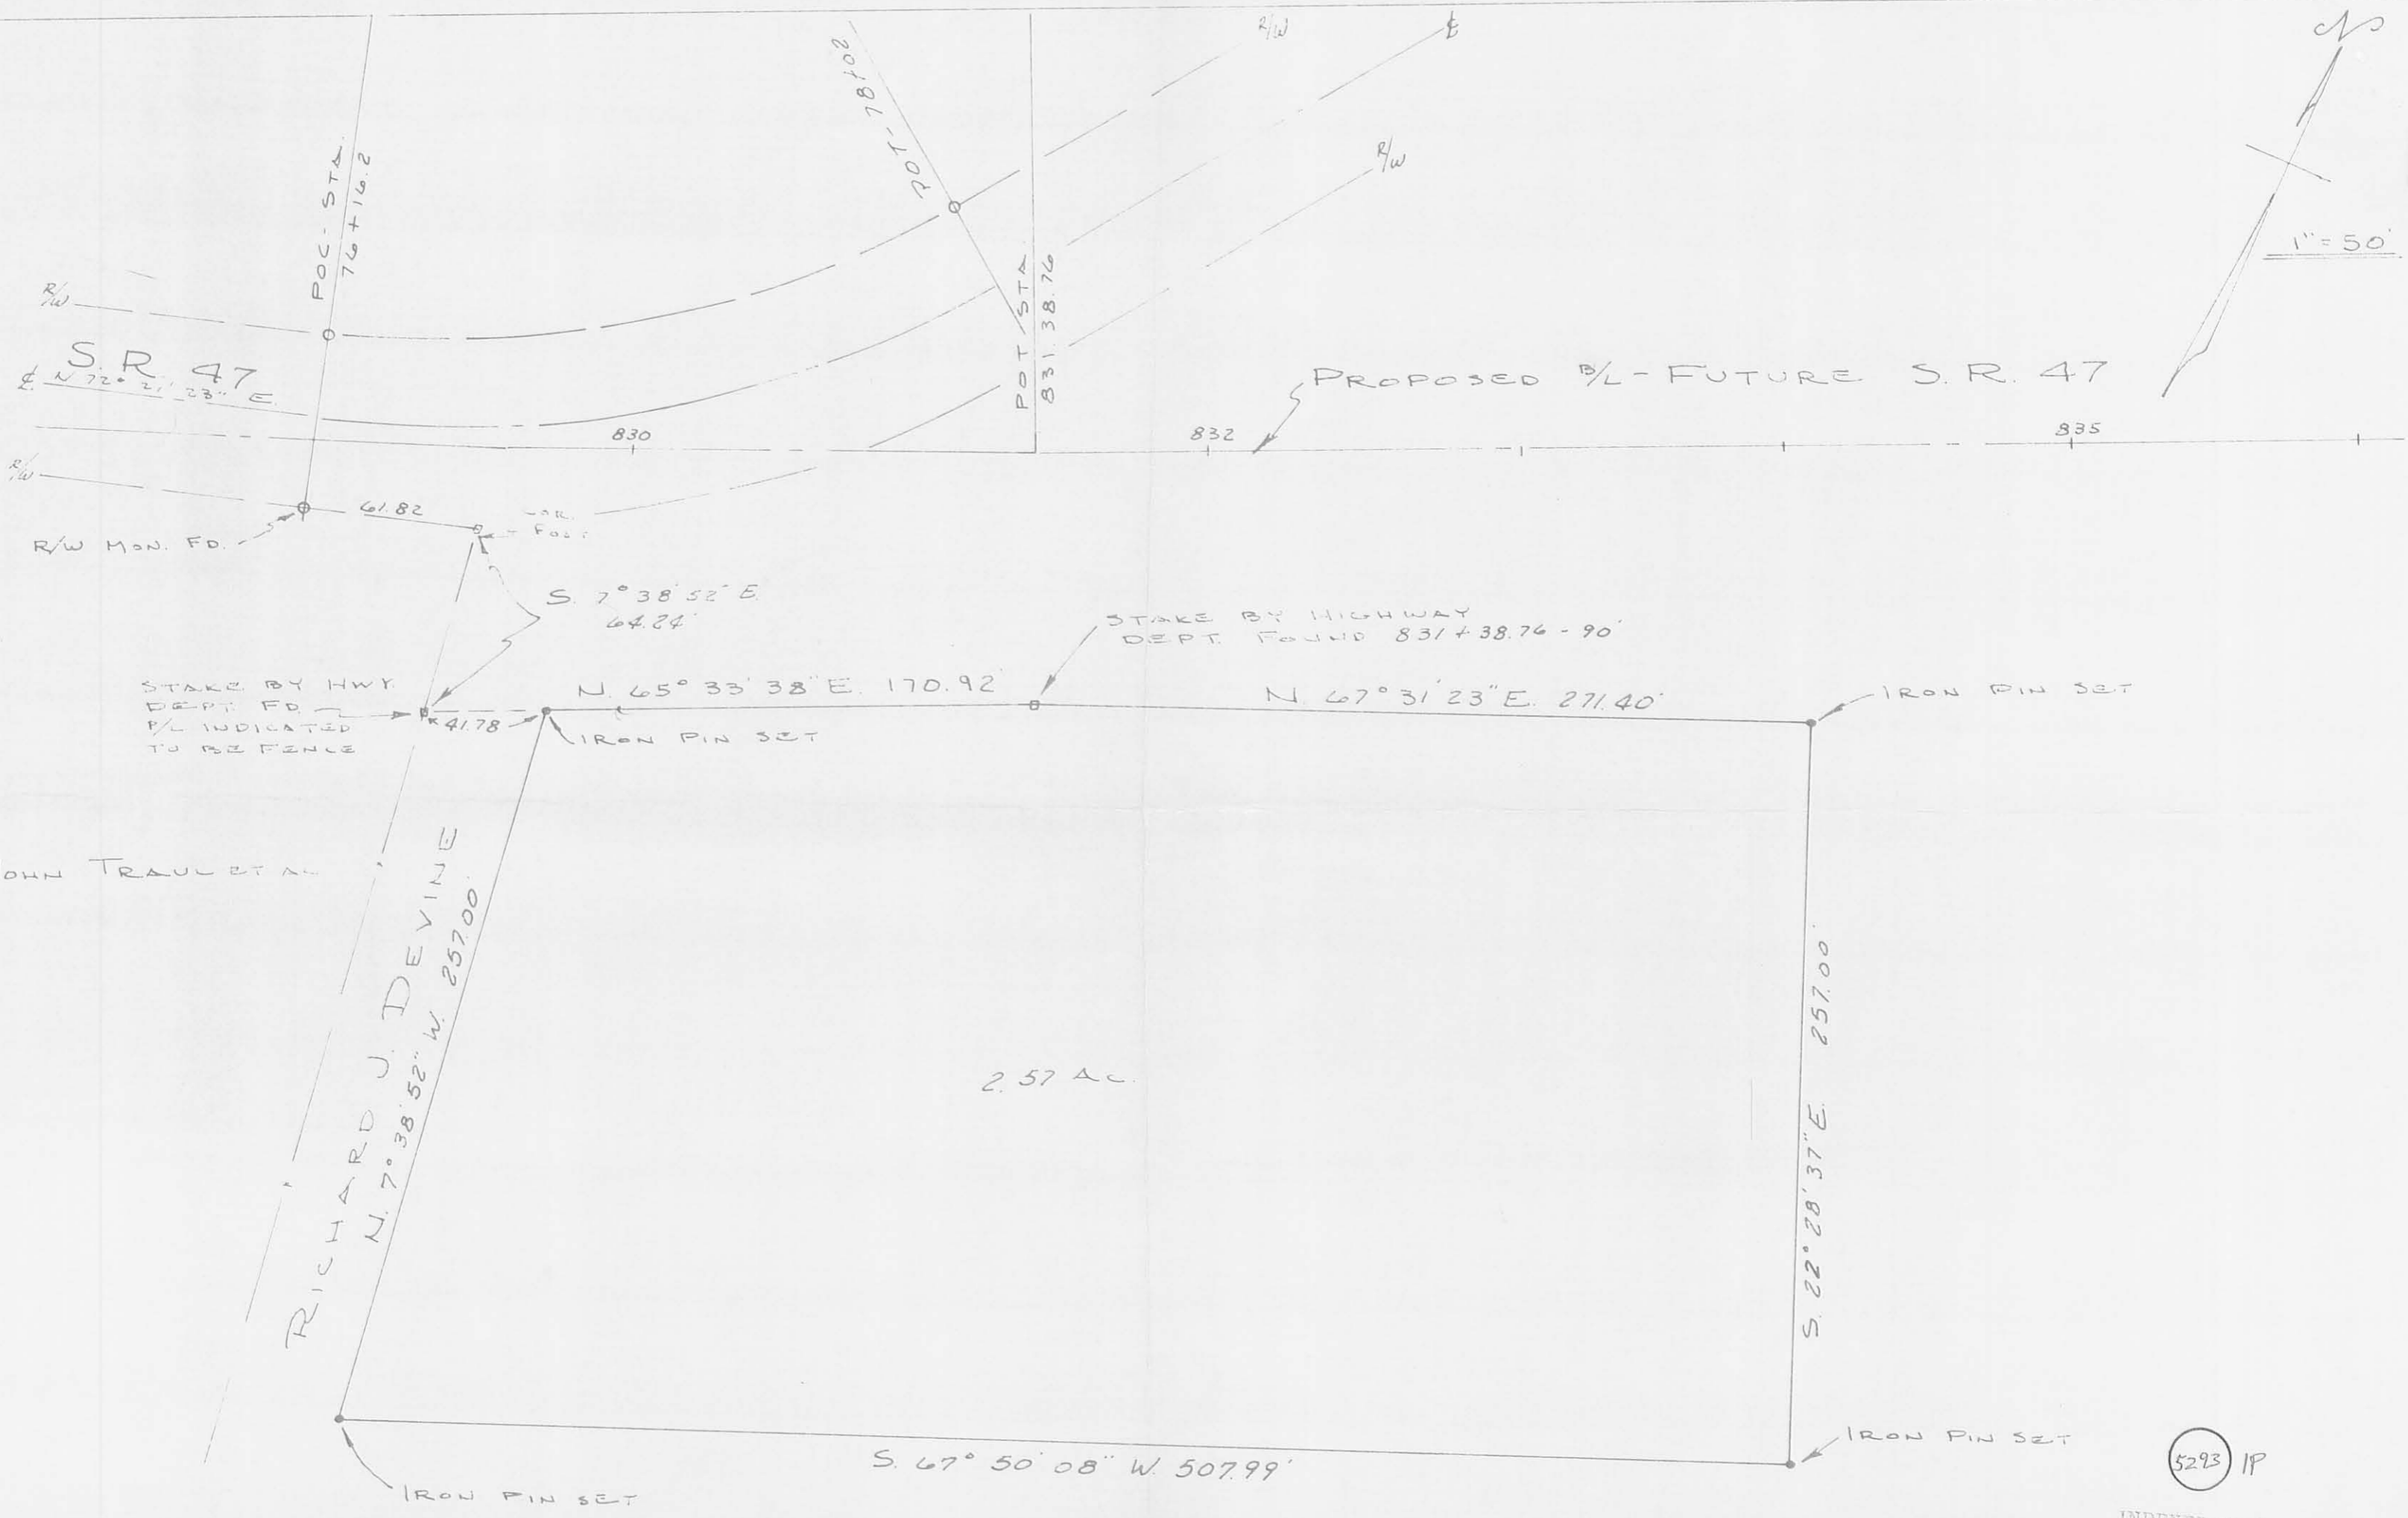 R/W
℄
N
R/W
POC - STA.
76 + 16.2
POT - 78+02
POT STA
831.38.76
1" = 50'
R/W
S. R. 47
℄ N 72° 21' 23" E.
PROPOSED B/L - FUTURE S. R. 47
830
832
835
R/W
61.82
R/W MON. FD.
S. 7° 38' 52" E
64.24'
STAKE BY HIGHWAY
DEPT. FOUND 831 + 38.76 - 90'
STAKE BY HWY.
DEPT. FD.
P/L INDICATED
TO BE FENCE
41.78
N. 65° 33' 38" E. 170.92'
N. 67° 31' 23" E. 271.40'
IRON PIN SET
IRON PIN SET
OHN TRAUL ET AL
RICHARD J. DEVINE
N. 7° 38' 52" W. 257.00'
2.57 AC.
S. 22° 28' 37" E. 257.00'
S. 67° 50' 08" W. 507.99'
IRON PIN SET
IRON PIN SET
5293 1P